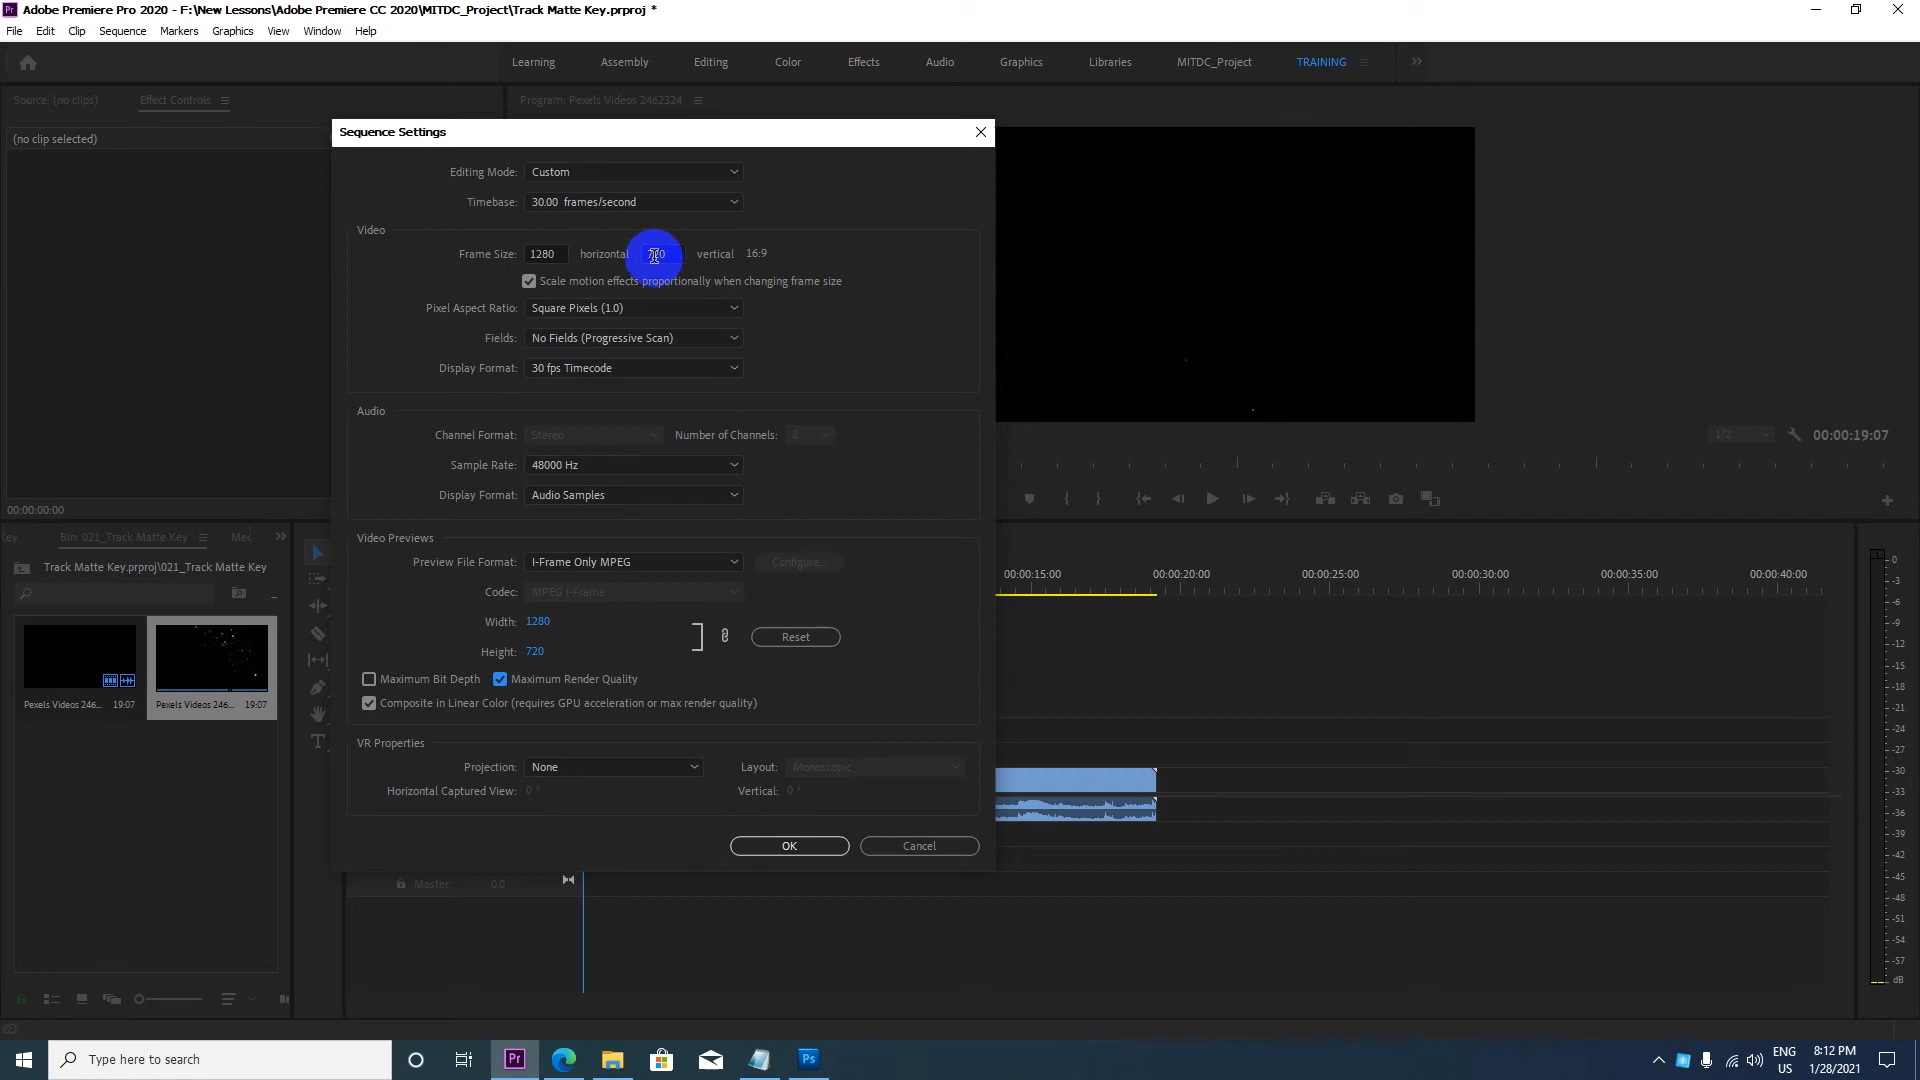 Adobe Premiere Pro 2020 - F:\New Lessons\Adobe Premiere CC 2020\MITDC_Project\Track Matte Key.prproj *
File Edit Clip Sequence Markers Graphics View Window Help
Learning Assembly Editing Color Effects Audio Graphics Libraries MITDC_Project TRAINING
Source: (no clips) Effect Controls Program: Pexels Videos 2462324
(no clip selected)
Sequence Settings
Editing Mode: Custom
Timebase: 30.00 frames/second
Video
Frame Size: 1280 horizontal 720 vertical 16:9
Scale motion effects proportionally when changing frame size
Pixel Aspect Ratio: Square Pixels (1.0)
Fields: No Fields (Progressive Scan)
Display Format: 30 fps Timecode
Audio
Channel Format: Stereo Number of Channels: 2
Sample Rate: 48000 Hz
Display Format: Audio Samples
Video Previews
Preview File Format: I-Frame Only MPEG Configure...
Codec: MPEG I-Frame
Width: 1280
Height: 720
Reset
Maximum Bit Depth Maximum Render Quality
Composite in Linear Color (requires GPU acceleration or max render quality)
VR Properties
Projection: None Layout: Monoscopic
Horizontal Captured View: 0 ° Vertical: 0 °
OK Cancel
1/2 00:00:19:07
00:00:00:00
Key Bin: 021_Track Matte Key Mec
Track Matte Key.prproj\021_Track Matte Key
Pexels Videos 246... 19:07 Pexels Videos 246... 19:07
00:00:15:00 00:00:20:00 00:00:25:00 00:00:30:00 00:00:35:00 00:00:40:00
Master 0.0
0
-3
-6
-9
-12
-15
-18
-21
-24
-27
-30
-33
-36
-39
-42
-45
-48
-51
-54
-57
dB
Type here to search
Pr
Ps
ENG
US
8:12 PM
1/28/2021